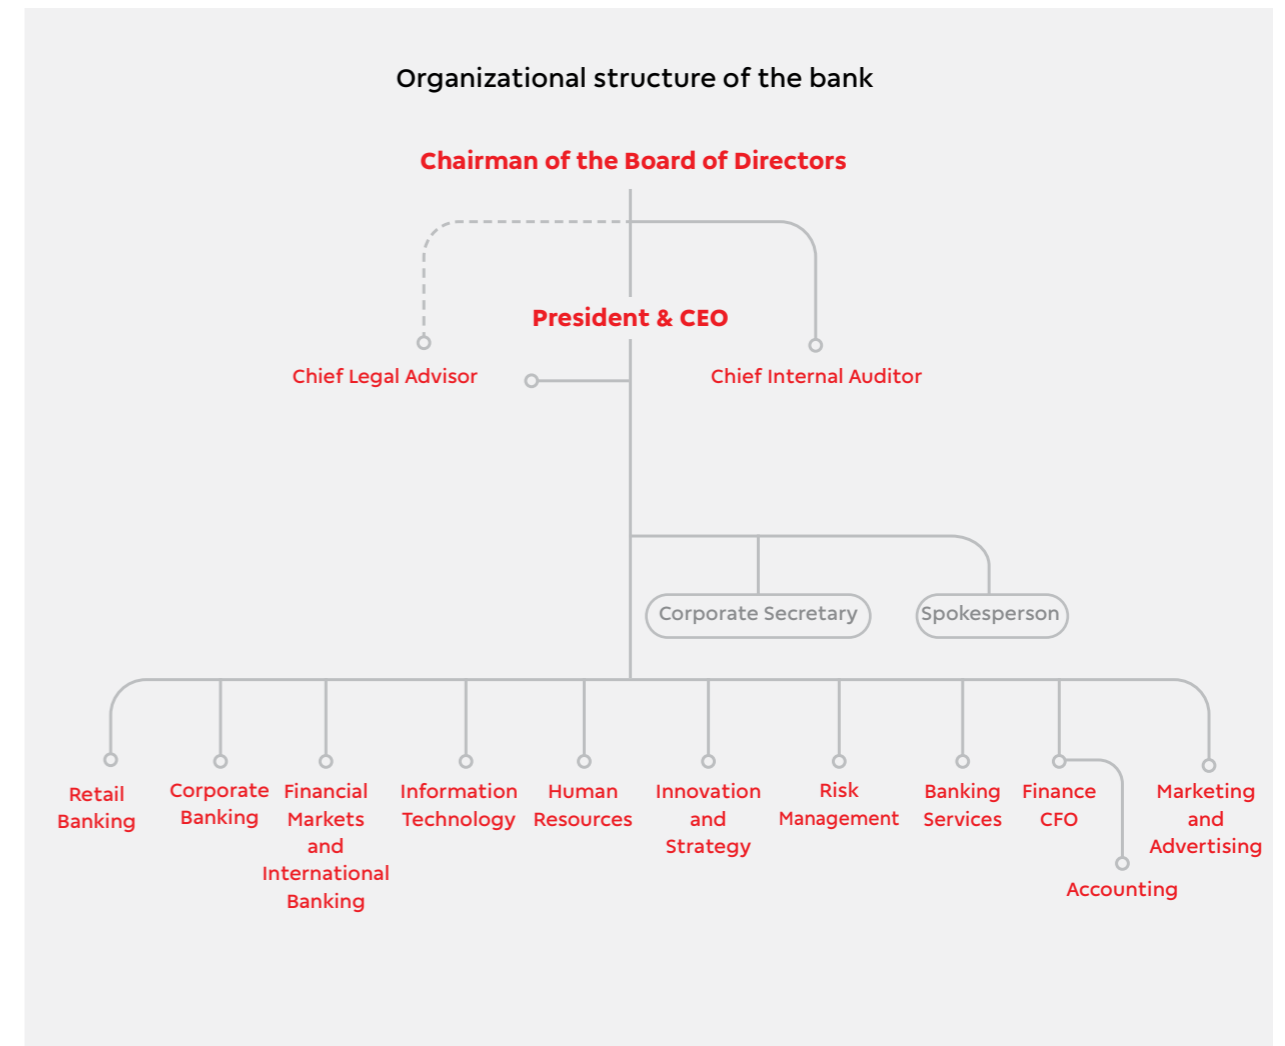 Organizational structure of the bank
Chairman of the Board of Directors
President & CEO
Chief Legal Advisor
Chief Internal Auditor
Corporate Secretary
Spokesperson
Retail
Banking
Corporate
Banking
Financial
Markets
and
International
Banking
Information
Technology
Human
Resources
Innovation
and
Strategy
Risk
Management
Banking
Services
Finance
CFO
Accounting
Marketing
and
Advertising